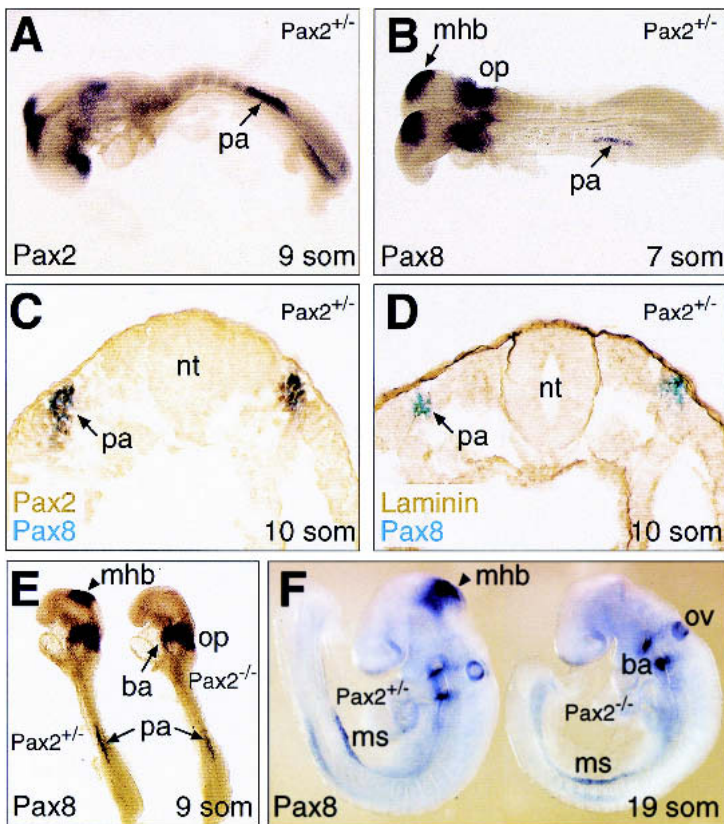 A
Pax2+/-
pa
Pax2
9 som
B
mhb
Pax2+/-
op
pa
Pax8
7 som
C
Pax2+/-
nt
pa
Pax2
Pax8
10 som
D
Pax2+/-
nt
pa
Laminin
Pax8
10 som
E
mhb
op
ba
Pax2-/-
Pax2+/-
pa
Pax8
9 som
F
mhb
ov
ba
Pax2+/-
Pax2-/-
ms
ms
Pax8
19 som